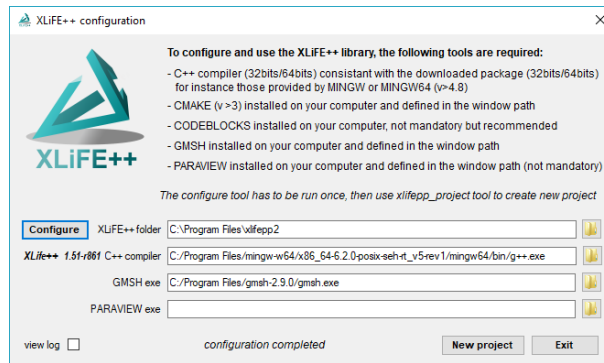 XLiFE++ configuration
To configure and use the XLiFE++ library, the following tools are required:
- C++ compiler (32bits/64bits) consistant with the downloaded package (32bits/64bits)
for instance those provided by MINGW or MINGW64 (v>4.8)
- CMAKE (v >3) installed on your computer and defined in the window path
- CODEBLOCKS installed on your computer, not mandatory but recommended
- GMSH installed on your computer and defined in the window path
- PARAVIEW installed on your computer and defined in the window path (not mandatory)
XLiFE++
The configure tool has to be run once, then use xlifepp_project tool to create new project
Configure XLiFE++ folder C:\Program Files\xlifepp2
XLife++ 1.51-r861 C++ compiler C:/Program Files/mingw-w64/x86_64-6.2.0-posix-seh-rt_v5-rev1/mingw64/bin/g++.exe
GMSH exe C:/Program Files/gmsh-2.9.0/gmsh.exe
PARAVIEW exe
view log configuration completed New project Exit